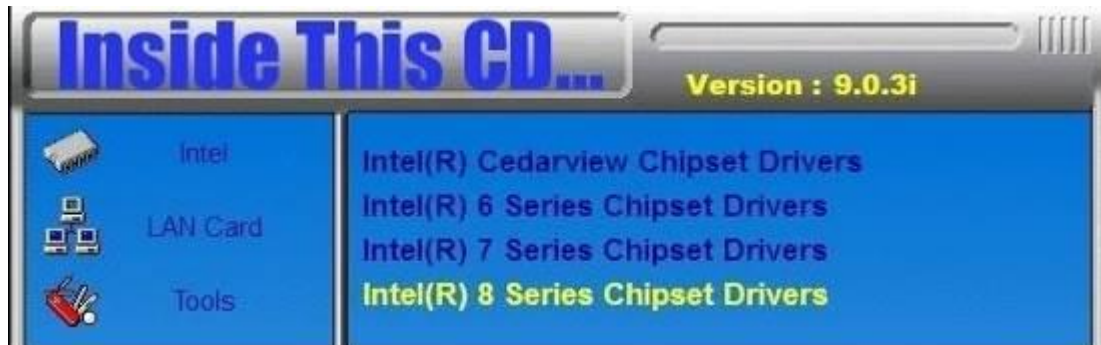 Inside This CD...
Version : 9.0.3i
Intel
LAN Card
Tools
Intel(R) Cedarview Chipset Drivers
Intel(R) 6 Series Chipset Drivers
Intel(R) 7 Series Chipset Drivers
Intel(R) 8 Series Chipset Drivers